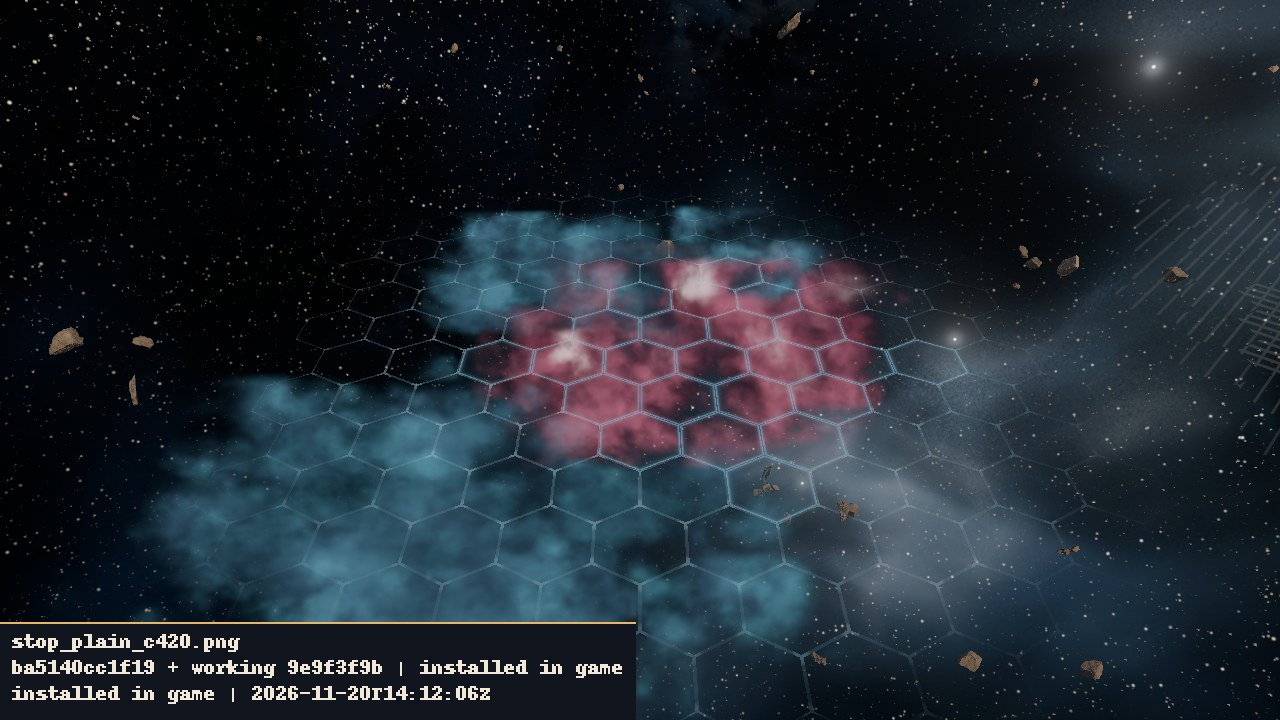 stop_plain_c420.png
ba5140cc1f19 + working 9e9f3f9b | installed in game
installed in game | 2026-11-20T14:12:06Z